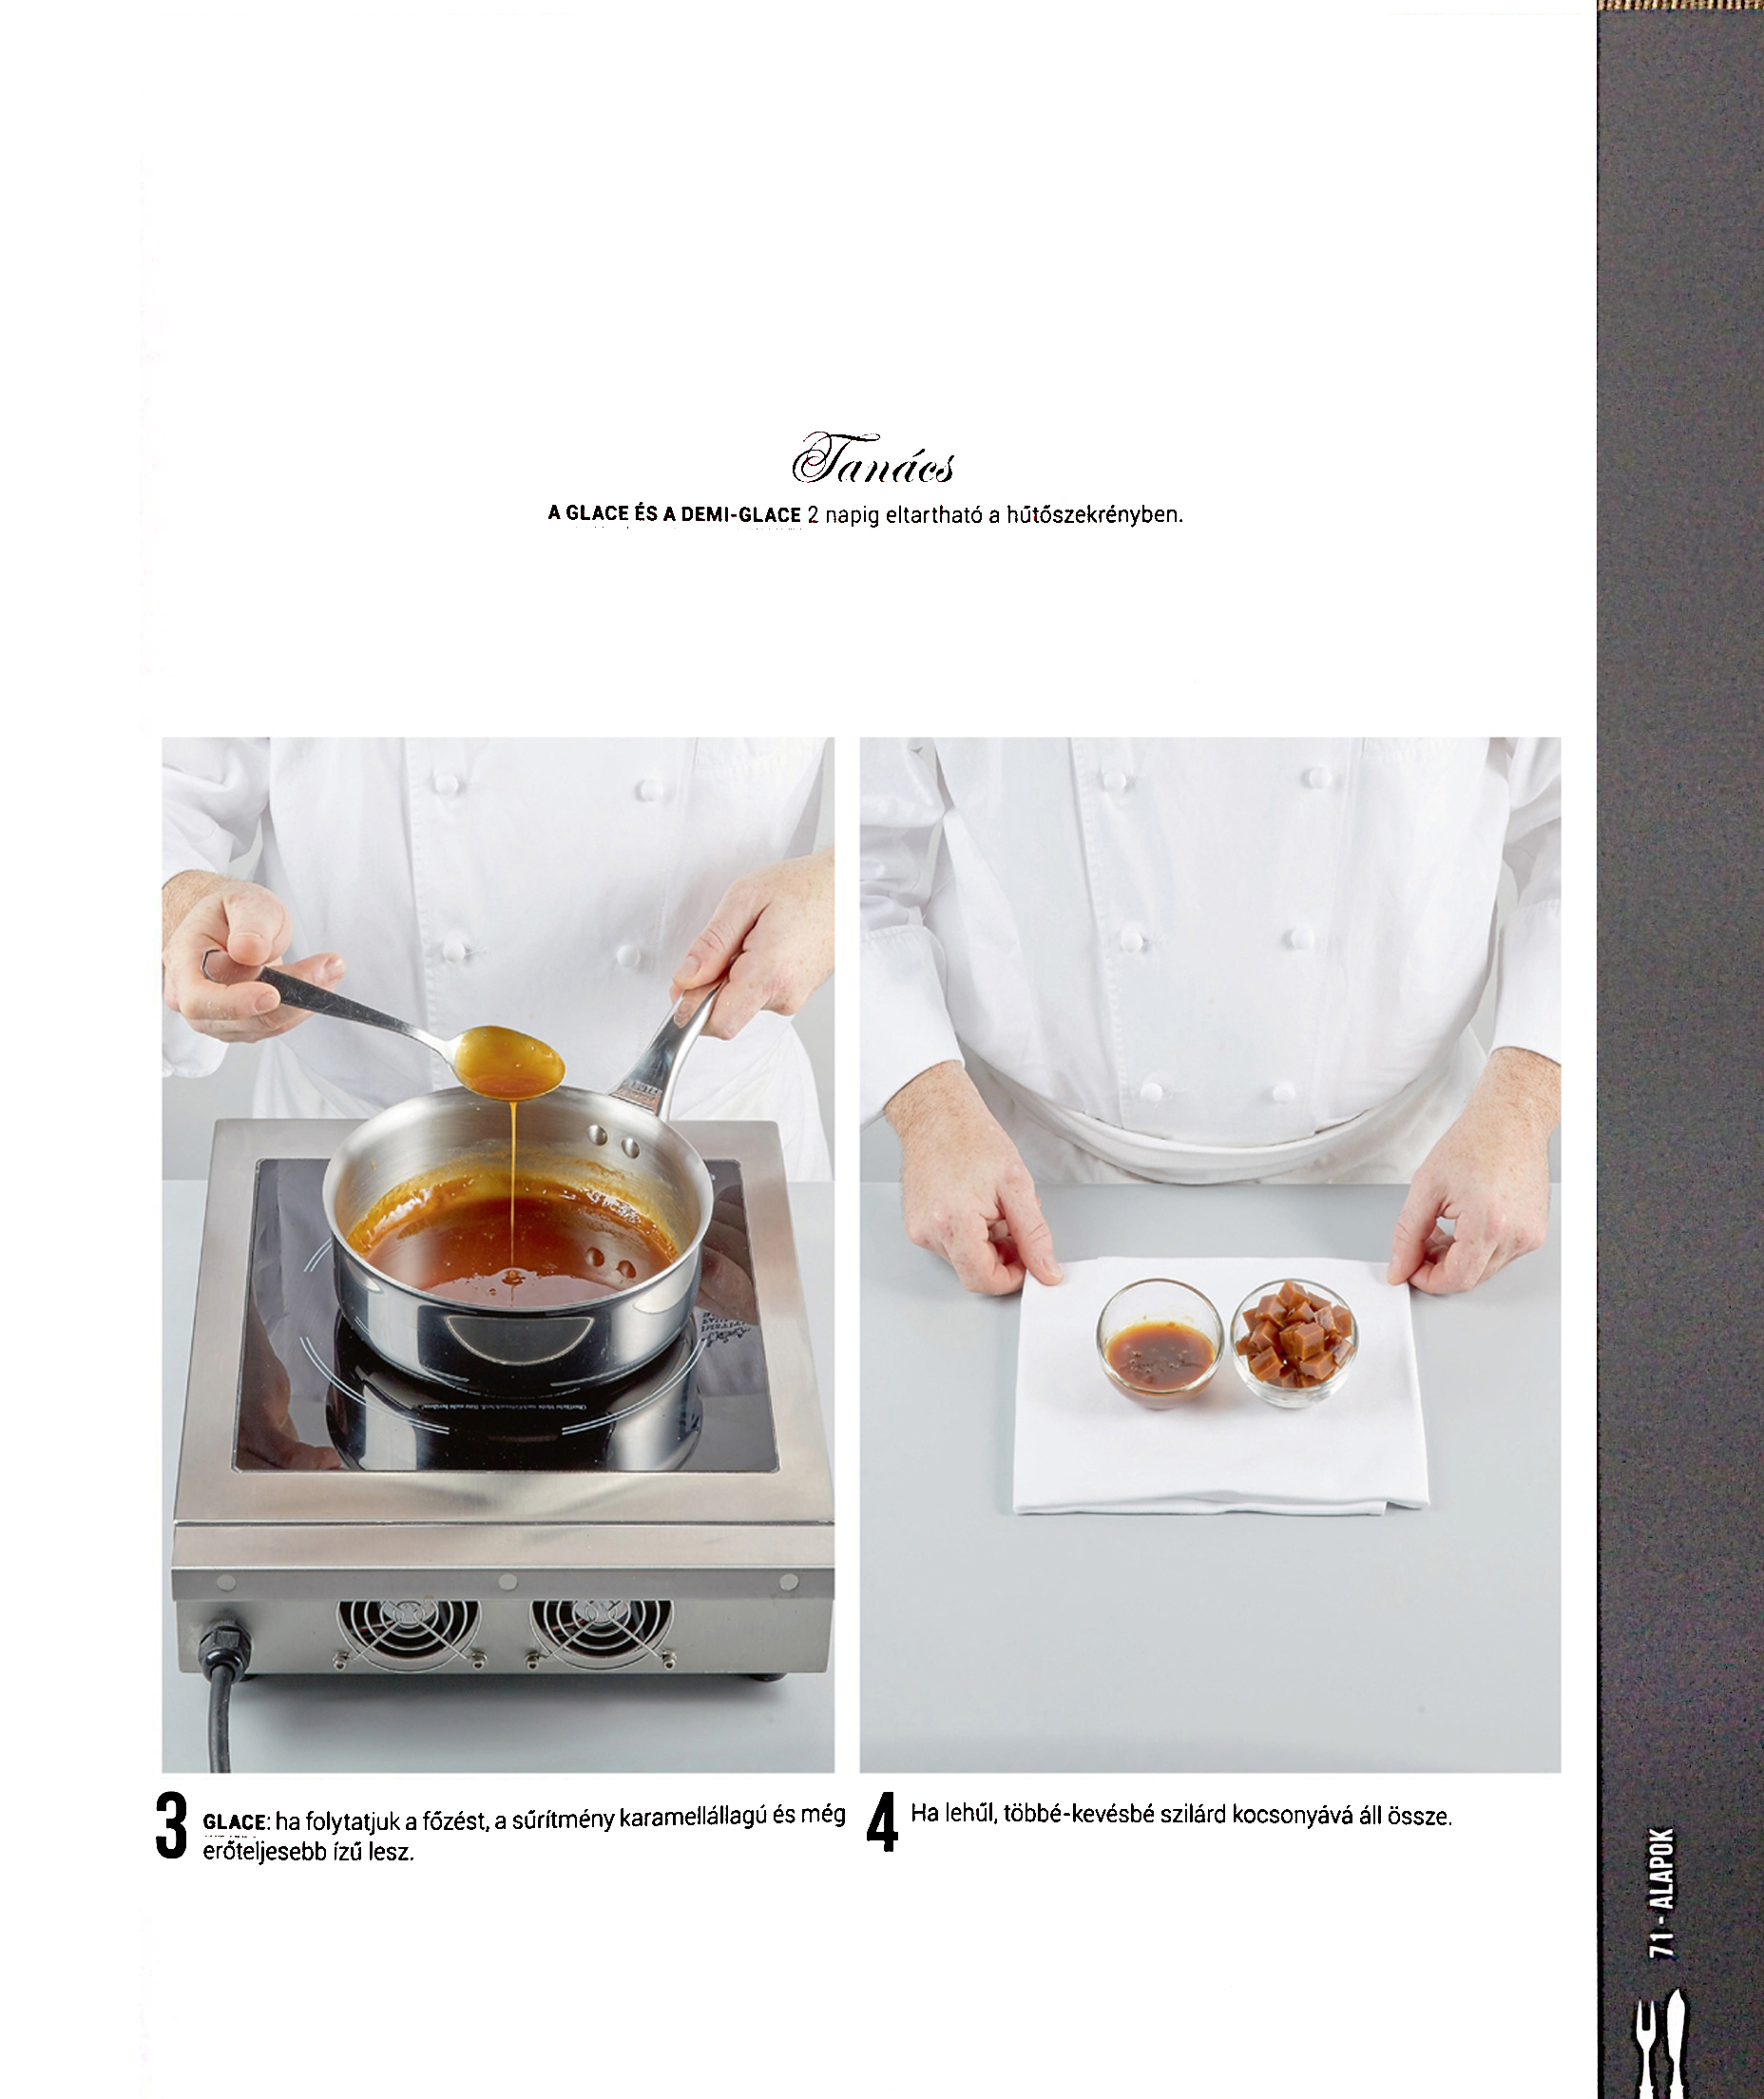 Tanács
A GLACE ÉS A DEMI-GLACE 2 napig eltartható a hűtőszekrényben.
3 GLACE: ha folytatjuk a főzést, a sűrítmény karamellállagú és még
erőteljesebb ízű lesz.
4 Ha lehűl, többé-kevésbé szilárd kocsonyává áll össze.
71 - ALAPOK